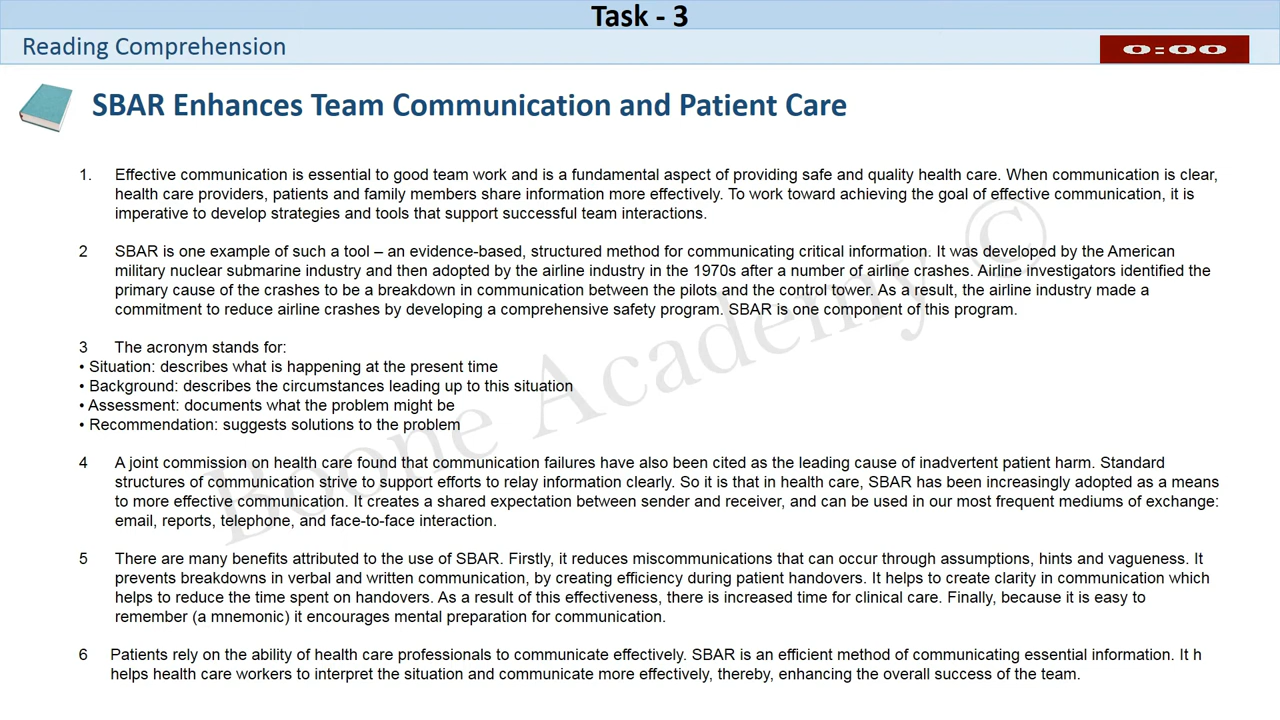 Task - 3
Reading Comprehension
0:00
SBAR Enhances Team Communication and Patient Care
1. Effective communication is essential to good team work and is a fundamental aspect of providing safe and quality health care. When communication is clear,
health care providers, patients and family members share information more effectively. To work toward achieving the goal of effective communication, it is
imperative to develop strategies and tools that support successful team interactions.
2 SBAR is one example of such a tool – an evidence-based, structured method for communicating critical information. It was developed by the American
military nuclear submarine industry and then adopted by the airline industry in the 1970s after a number of airline crashes. Airline investigators identified the
primary cause of the crashes to be a breakdown in communication between the pilots and the control tower. As a result, the airline industry made a
commitment to reduce airline crashes by developing a comprehensive safety program. SBAR is one component of this program.
3 The acronym stands for:
• Situation: describes what is happening at the present time
• Background: describes the circumstances leading up to this situation
• Assessment: documents what the problem might be
• Recommendation: suggests solutions to the problem
4 A joint commission on health care found that communication failures have also been cited as the leading cause of inadvertent patient harm. Standard
structures of communication strive to support efforts to relay information clearly. So it is that in health care, SBAR has been increasingly adopted as a means
to more effective communication. It creates a shared expectation between sender and receiver, and can be used in our most frequent mediums of exchange:
email, reports, telephone, and face-to-face interaction.
5 There are many benefits attributed to the use of SBAR. Firstly, it reduces miscommunications that can occur through assumptions, hints and vagueness. It
prevents breakdowns in verbal and written communication, by creating efficiency during patient handovers. It helps to create clarity in communication which
helps to reduce the time spent on handovers. As a result of this effectiveness, there is increased time for clinical care. Finally, because it is easy to
remember (a mnemonic) it encourages mental preparation for communication.
6 Patients rely on the ability of health care professionals to communicate effectively. SBAR is an efficient method of communicating essential information. It h
helps health care workers to interpret the situation and communicate more effectively, thereby, enhancing the overall success of the team.
Boone Academy ©